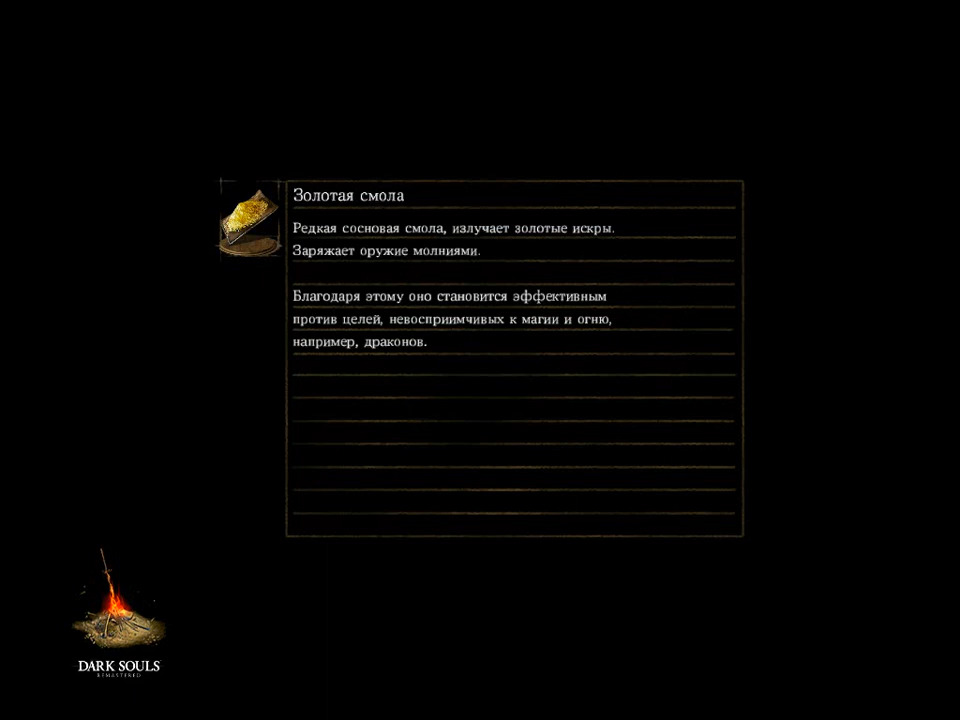 Золотая смола
Редкая сосновая смола, излучает золотые искры.
Заряжает оружие молниями.
Благодаря этому оно становится эффективным
против целей, невосприимчивых к магии и огню,
например, драконов.
DARK SOULS
REMASTERED